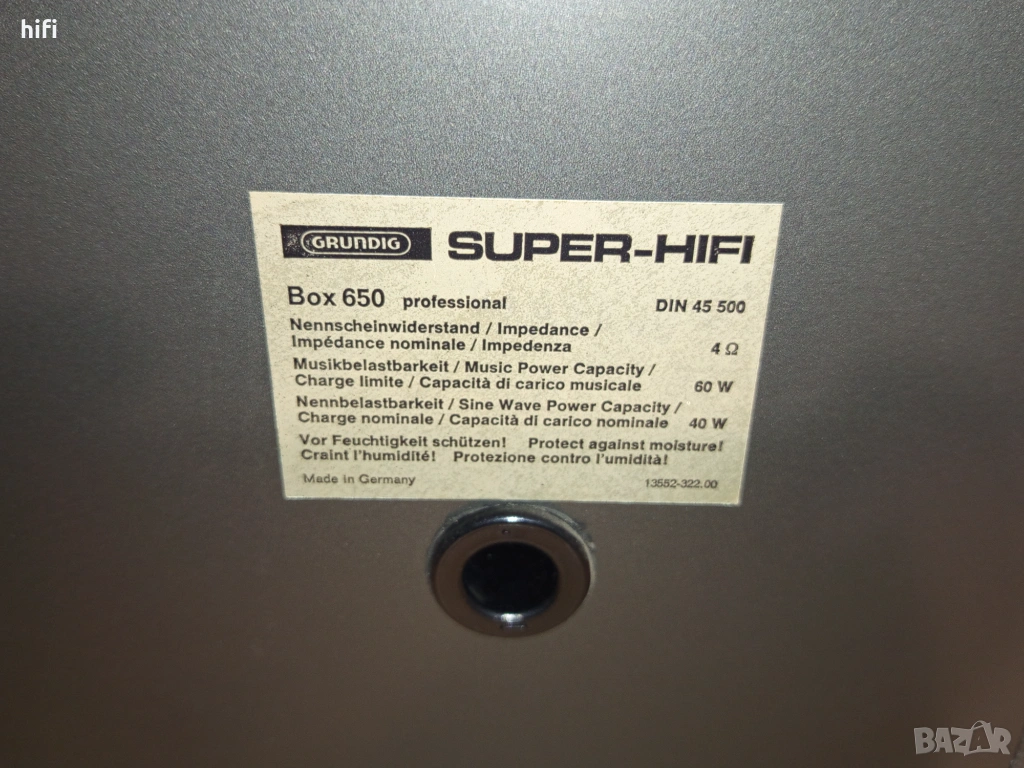 hifi
GRUNDIG SUPER-HIFI
Box 650 professional DIN 45 500
Nennscheinwiderstand / Impedance /
Impédance nominale / Impedenza 4 Ω
Musikbelastbarkeit / Music Power Capacity /
Charge limite / Capacità di carico musicale 60 W
Nennbelastbarkeit / Sine Wave Power Capacity /
Charge nominale / Capacità di carico nominale 40 W
Vor Feuchtigkeit schützen! Protect against moisture!
Craint l'humidité! Protezione contro l'umidità!
Made in Germany 13552-322.00
BAZAR